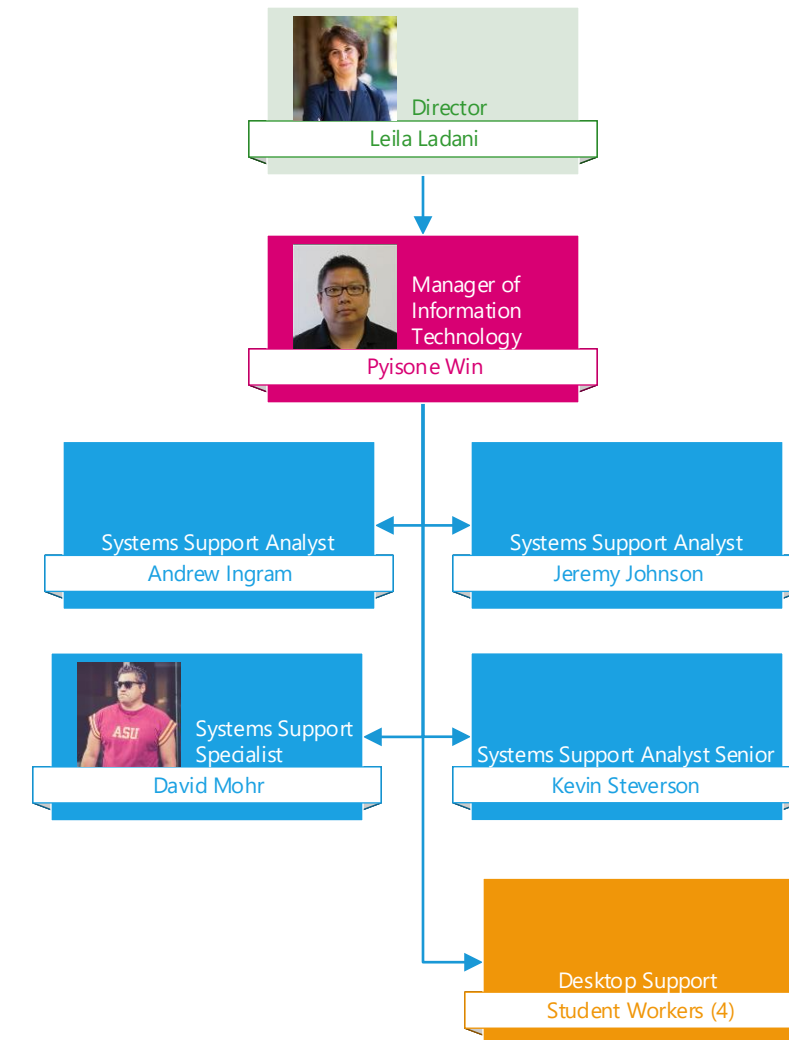 Director
Leila Ladani
Manager of
Information
Technology
Pyisone Win
Systems Support Analyst
Andrew Ingram
Systems Support Analyst
Jeremy Johnson
ASU
Systems Support
Specialist
David Mohr
Systems Support Analyst Senior
Kevin Steverson
Desktop Support
Student Workers (4)